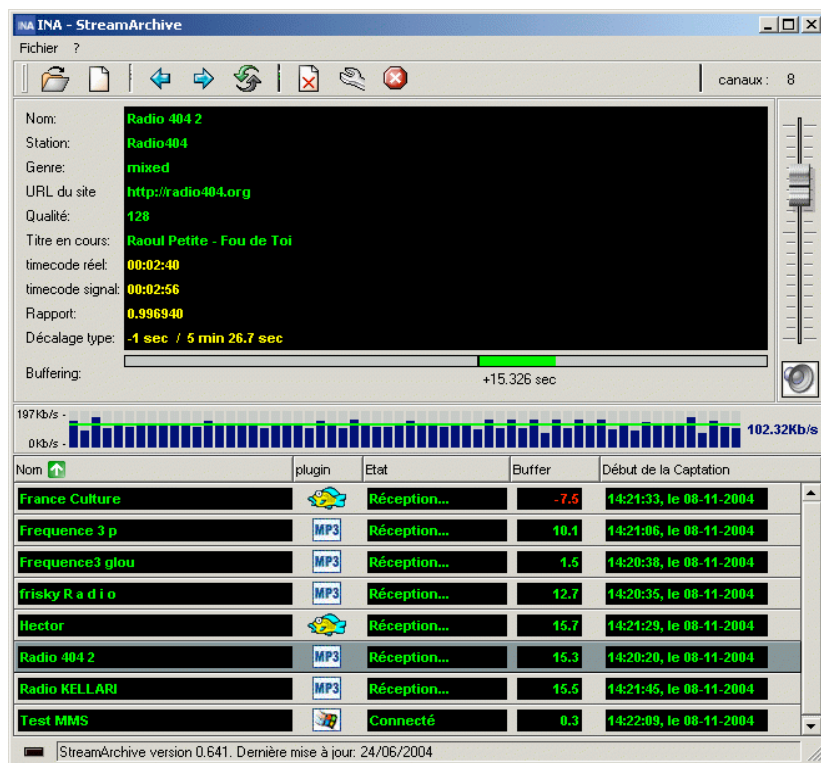 INA INA - StreamArchive
Fichier ?
canaux : 8
Nom: Radio 404 2
Station: Radio404
Genre: mixed
URL du site http://radio404.org
Qualité: 128
Titre en cours: Raoul Petite - Fou de Toi
timecode réel: 00:02:40
timecode signal: 00:02:56
Rapport: 0.996940
Décalage type: -1 sec / 5 min 26.7 sec
Buffering:
+15.326 sec
197Kb/s -
0Kb/s -
102.32Kb/s
Nom plugin Etat Buffer Début de la Captation
France Culture Réception... -7.5 14:21:33, le 08-11-2004
Frequence 3 p MP3 Réception... 10.1 14:21:06, le 08-11-2004
Frequence3 glou MP3 Réception... 1.5 14:20:38, le 08-11-2004
frisky R a d i o MP3 Réception... 12.7 14:20:35, le 08-11-2004
Hector Réception... 15.7 14:21:29, le 08-11-2004
Radio 404 2 MP3 Réception... 15.3 14:20:20, le 08-11-2004
Radio KELLARI MP3 Réception... 15.5 14:21:45, le 08-11-2004
Test MMS Connecté 0.3 14:22:09, le 08-11-2004
StreamArchive version 0.641. Dernière mise à jour: 24/06/2004